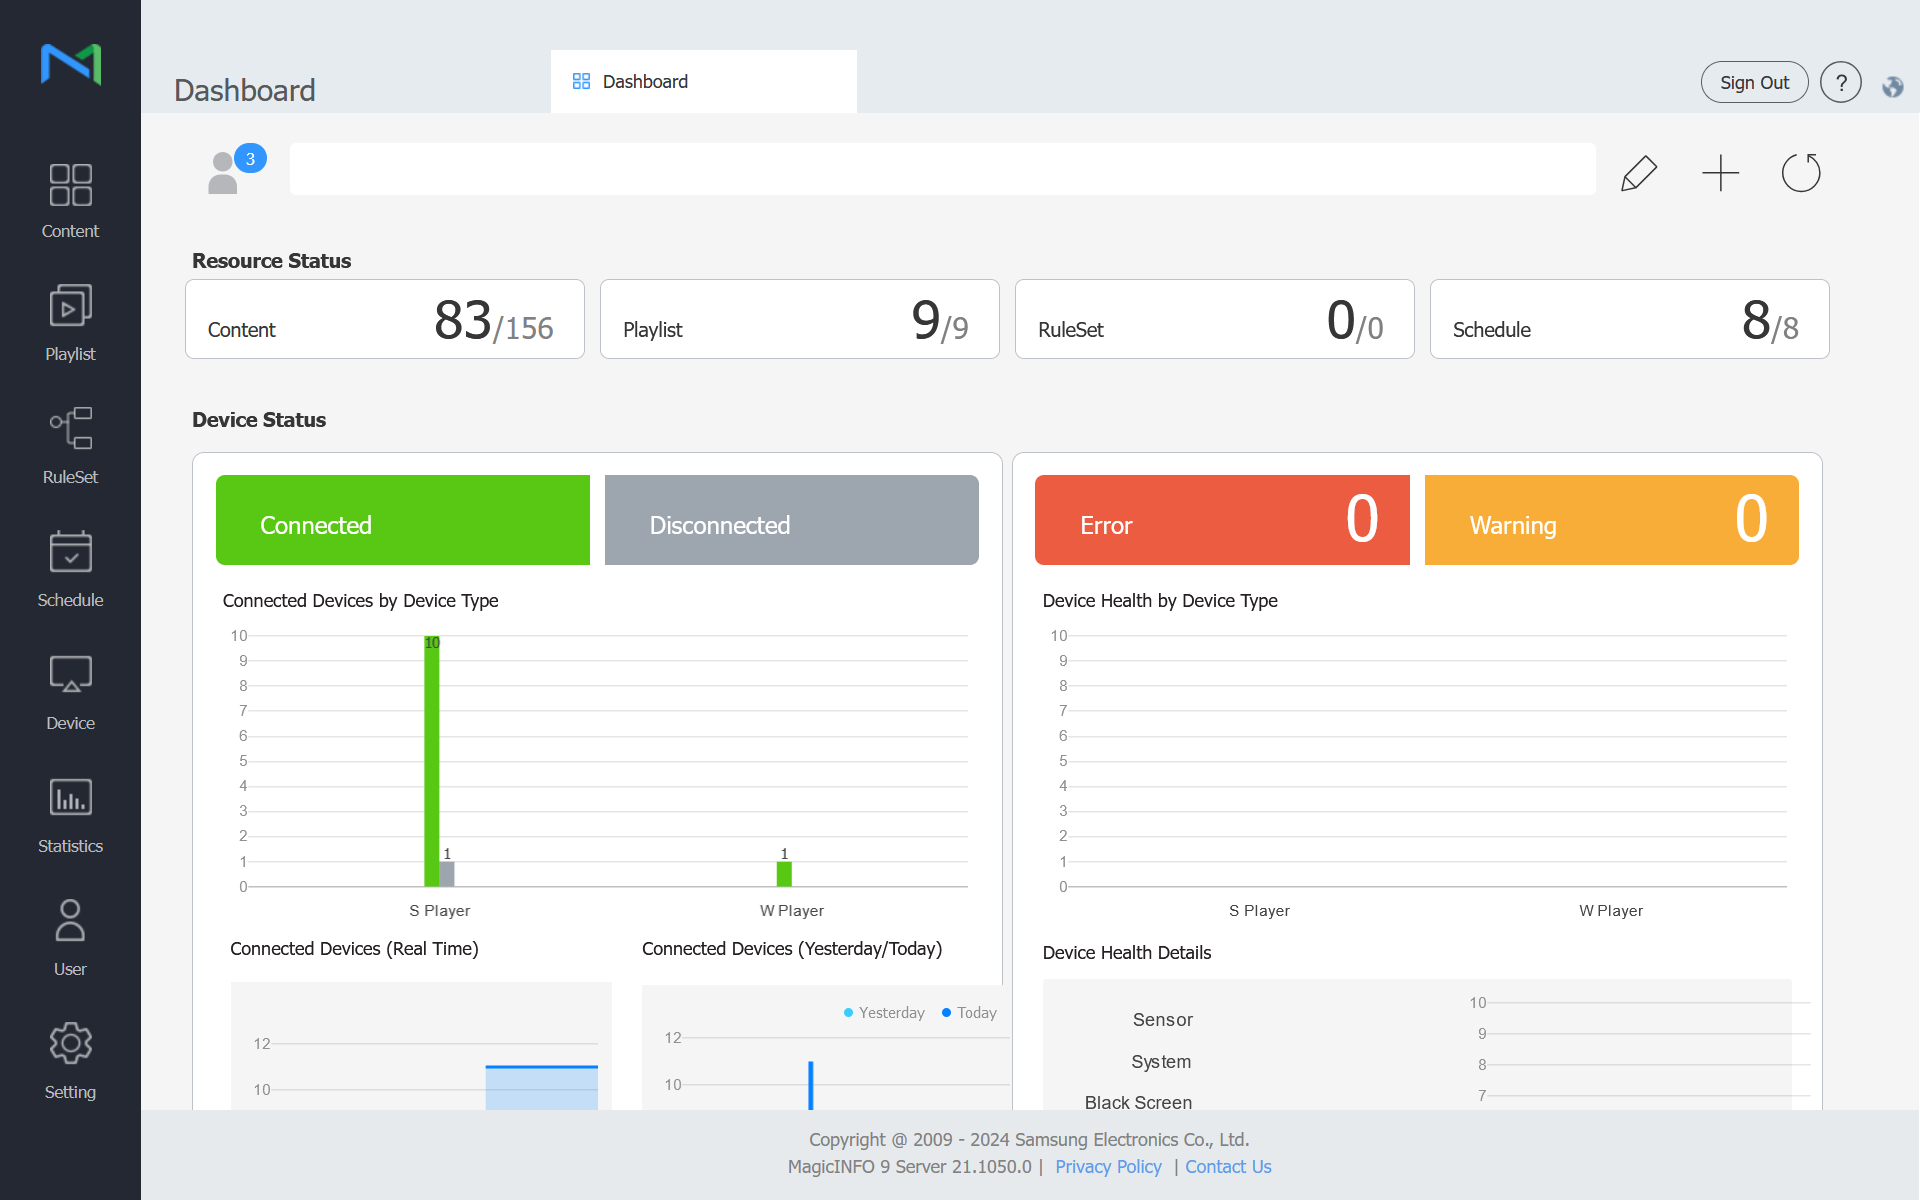 Dashboard
Dashboard
Sign Out
?
3
Resource Status
Content 83/156
Playlist 9/9
RuleSet 0/0
Schedule 8/8
Device Status
Connected
Disconnected
Error 0
Warning 0
Connected Devices by Device Type
10
9
8
7
6
5
4
3
2
1
0
10
1
1
S Player
W Player
Device Health by Device Type
10
9
8
7
6
5
4
3
2
1
0
S Player
W Player
Connected Devices (Real Time)
12
10
Connected Devices (Yesterday/Today)
Yesterday
Today
12
10
Device Health Details
Sensor
System
Black Screen
10
9
8
7
Content
Playlist
RuleSet
Schedule
Device
Statistics
User
Setting
Copyright @ 2009 - 2024 Samsung Electronics Co., Ltd.
MagicINFO 9 Server 21.1050.0 | Privacy Policy | Contact Us